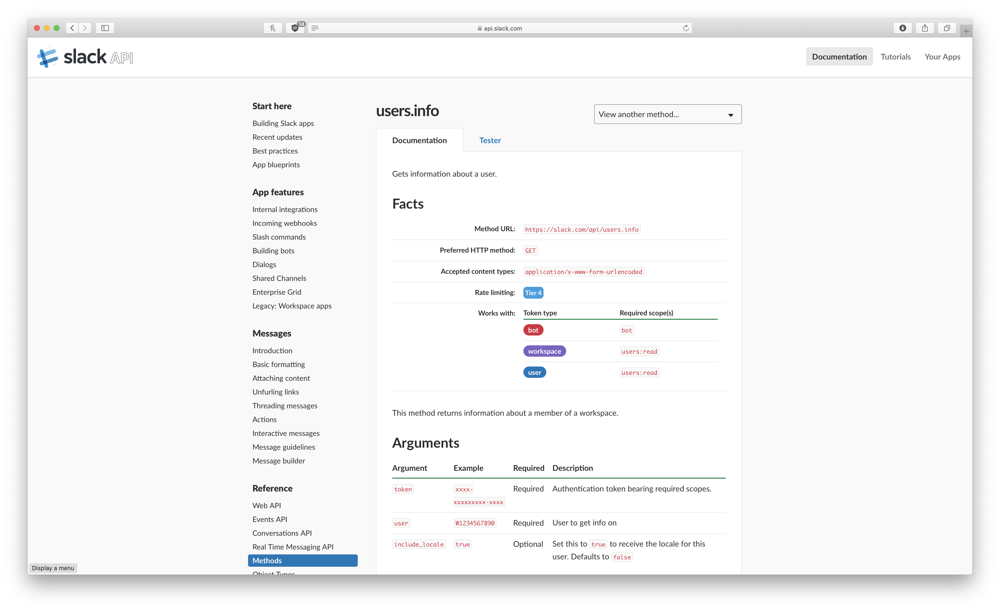 14
api.slack.com
slack API
Documentation
Tutorials
Your Apps
Start here
Building Slack apps
Recent updates
Best practices
App blueprints
App features
Internal integrations
Incoming webhooks
Slash commands
Building bots
Dialogs
Shared Channels
Enterprise Grid
Legacy: Workspace apps
Messages
Introduction
Basic formatting
Attaching content
Unfurling links
Threading messages
Actions
Interactive messages
Message guidelines
Message builder
Reference
Web API
Events API
Conversations API
Real Time Messaging API
Methods
Object Types
Display a menu
users.info
View another method...
Documentation
Tester
Gets information about a user.
Facts
Method URL: https://slack.com/api/users.info
Preferred HTTP method: GET
Accepted content types: application/x-www-form-urlencoded
Rate limiting: Tier 4
Works with: Token type Required scope(s)
bot bot
workspace users:read
user users:read
This method returns information about a member of a workspace.
Arguments
Argument Example Required Description
token xxxx- Required Authentication token bearing required scopes.
xxxxxxxxx-xxxx
user W1234567890 Required User to get info on
include_locale true Optional Set this to true to receive the locale for this
user. Defaults to false